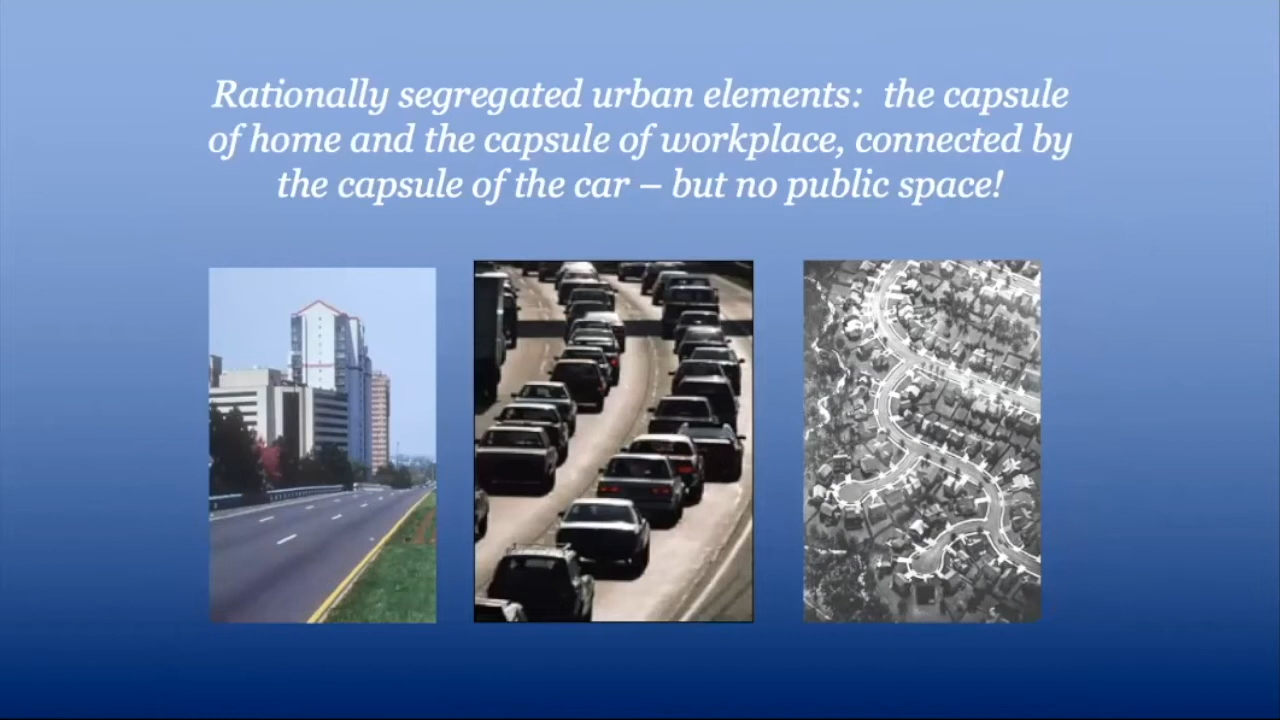 Rationally segregated urban elements:  the capsule
of home and the capsule of workplace, connected by
the capsule of the car – but no public space!